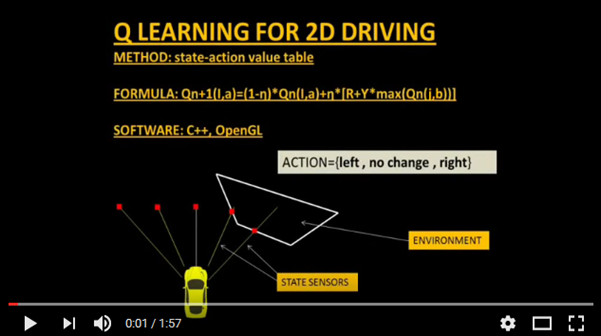 Q LEARNING FOR 2D DRIVING
METHOD: state-action value table
FORMULA: Qn+1(I,a)=(1-η)*Qn(I,a)+η*[R+Y*max(Qn(j,b))]
SOFTWARE: C++, OpenGL
ACTION={left , no change , right}
ENVIRONMENT
STATE SENSORS
0:01 / 1:57